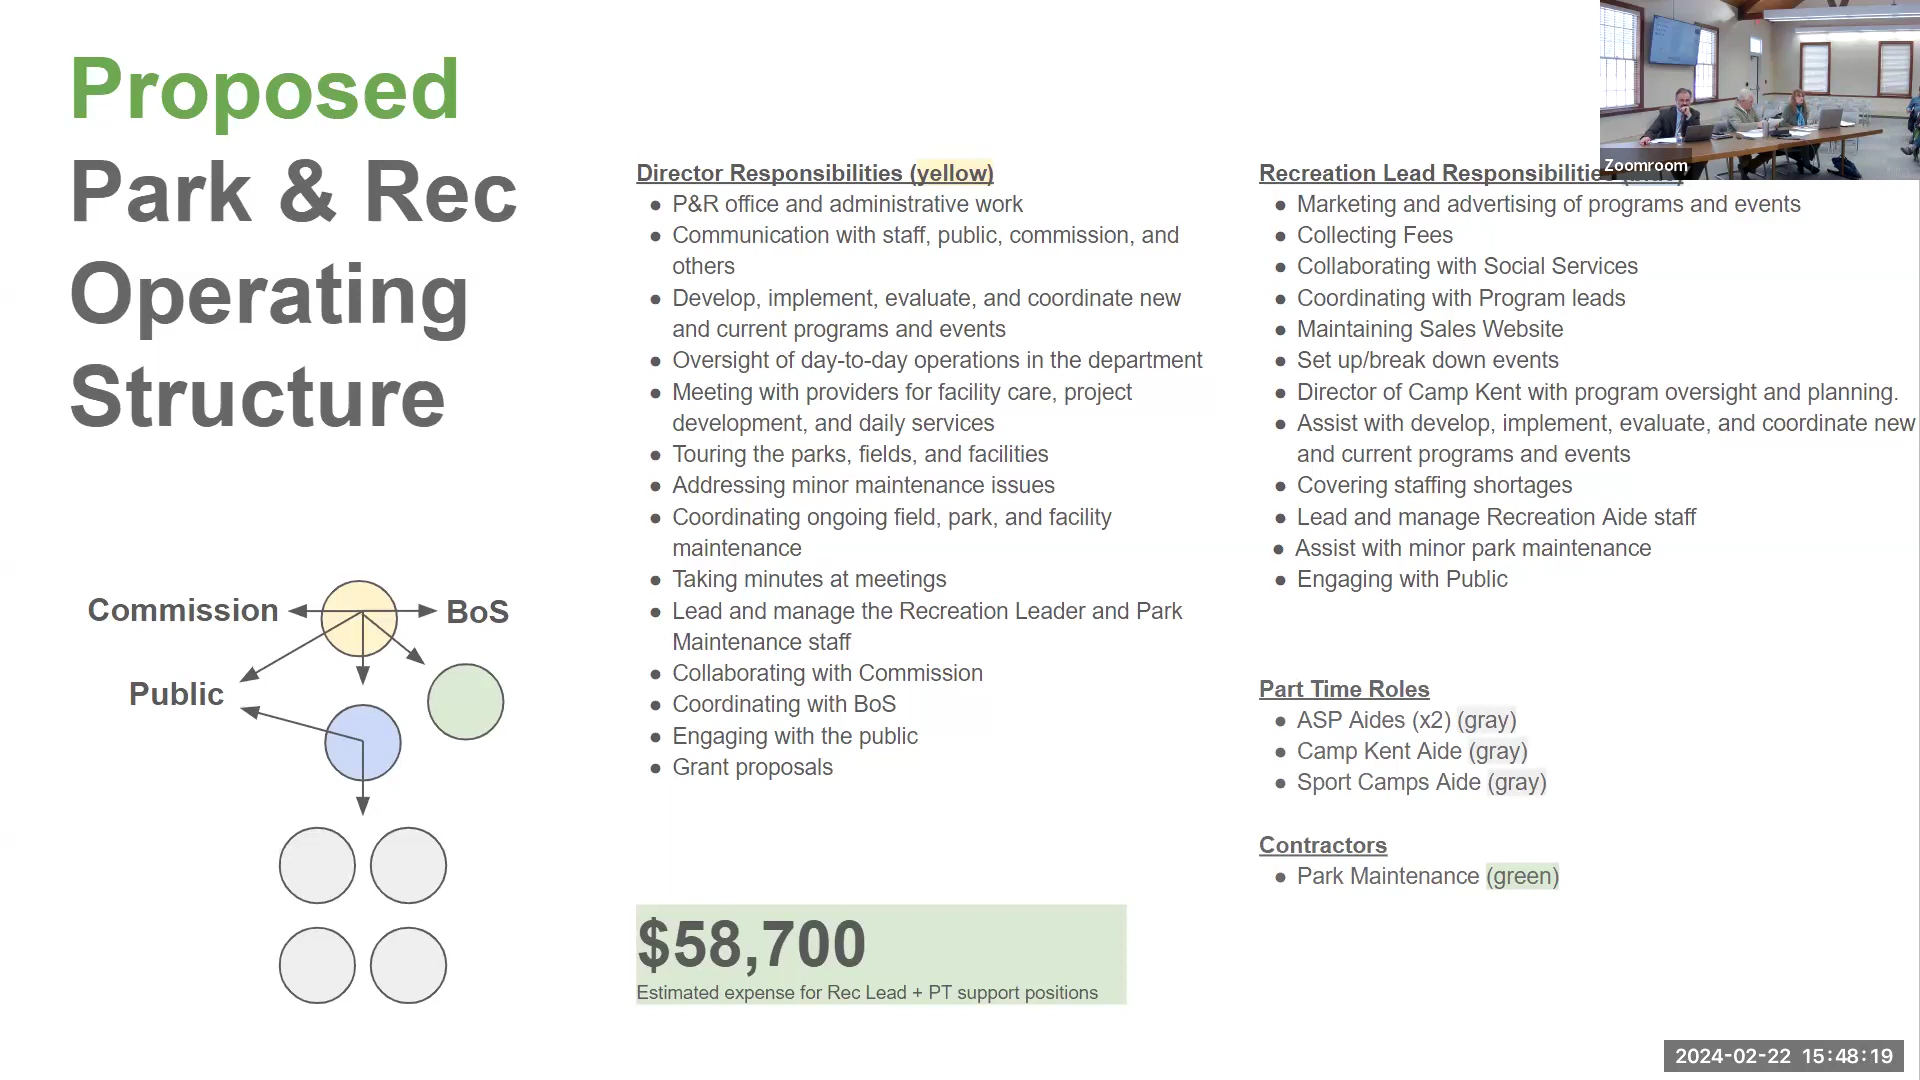 Proposed
Park & Rec
Operating
Structure
Commission
BoS
Public
Director Responsibilities (yellow)
● P&R office and administrative work
● Communication with staff, public, commission, and
others
● Develop, implement, evaluate, and coordinate new
and current programs and events
● Oversight of day-to-day operations in the department
● Meeting with providers for facility care, project
development, and daily services
● Touring the parks, fields, and facilities
● Addressing minor maintenance issues
● Coordinating ongoing field, park, and facility
maintenance
● Taking minutes at meetings
● Lead and manage the Recreation Leader and Park
Maintenance staff
● Collaborating with Commission
● Coordinating with BoS
● Engaging with the public
● Grant proposals
$58,700
Estimated expense for Rec Lead + PT support positions
Recreation Lead Responsibilitie
● Marketing and advertising of programs and events
● Collecting Fees
● Collaborating with Social Services
● Coordinating with Program leads
● Maintaining Sales Website
● Set up/break down events
● Director of Camp Kent with program oversight and planning.
● Assist with develop, implement, evaluate, and coordinate new
and current programs and events
● Covering staffing shortages
● Lead and manage Recreation Aide staff
● Assist with minor park maintenance
● Engaging with Public
Part Time Roles
● ASP Aides (x2) (gray)
● Camp Kent Aide (gray)
● Sport Camps Aide (gray)
Contractors
● Park Maintenance (green)
Zoomroom
2024-02-22 15:48:19